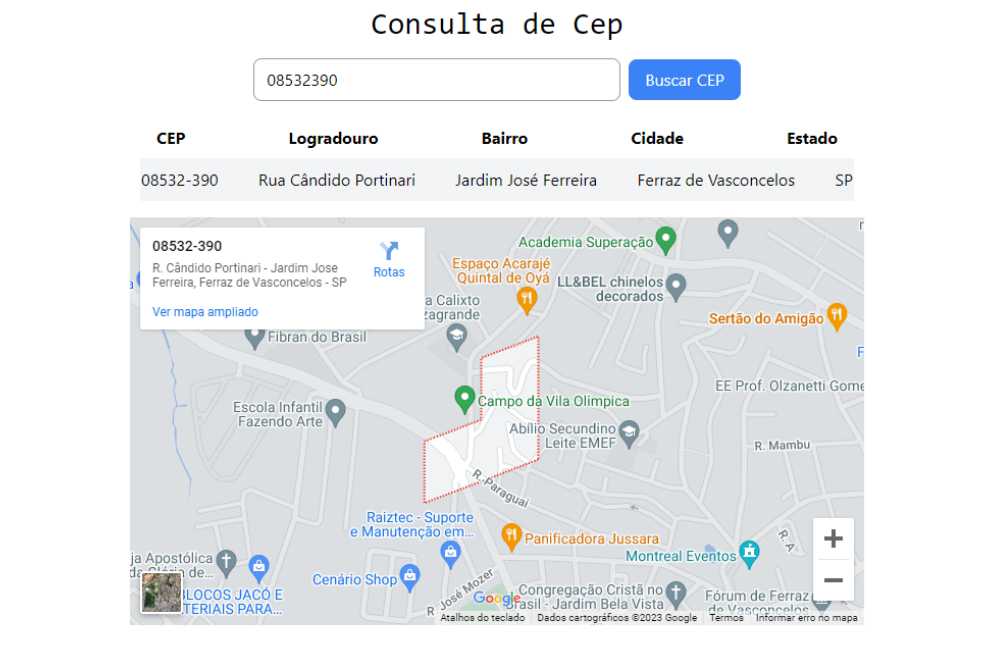 Consulta de Cep
08532390
Buscar CEP
CEP Logradouro Bairro Cidade Estado
08532-390 Rua Cândido Portinari Jardim José Ferreira Ferraz de Vasconcelos SP
08532-390
R. Cândido Portinari - Jardim Jose
Ferreira, Ferraz de Vasconcelos - SP
Rotas
Ver mapa ampliado
Academia Superação
Espaço Acarajé
Quintal de Oyá
LL&BEL chinelos
decorados
a Calixto
zagrande
Sertão do Amigão
Fibran do Brasil
EE Prof. Olzanetti Gome
Campo da Vila Olimpica
Escola Infantil
Fazendo Arte
Abílio Secundino
Leite EMEF
R. Mambu
R. Paraguai
Raiztec - Suporte
e Manutenção em...
Panificadora Jussara
Montreal Eventos
R. A
ja Apostólica
da Glória de...
Cenário Shop
R. José Mozer
Congregação Cristã no
Brasil - Jardim Bela Vista
Fórum de Ferraz
de Vasconcelos
BLOCOS JACÓ E
TERIAIS PARA...
Google
Atalhos do teclado Dados cartográficos ©2023 Google Termos Informar erro no mapa